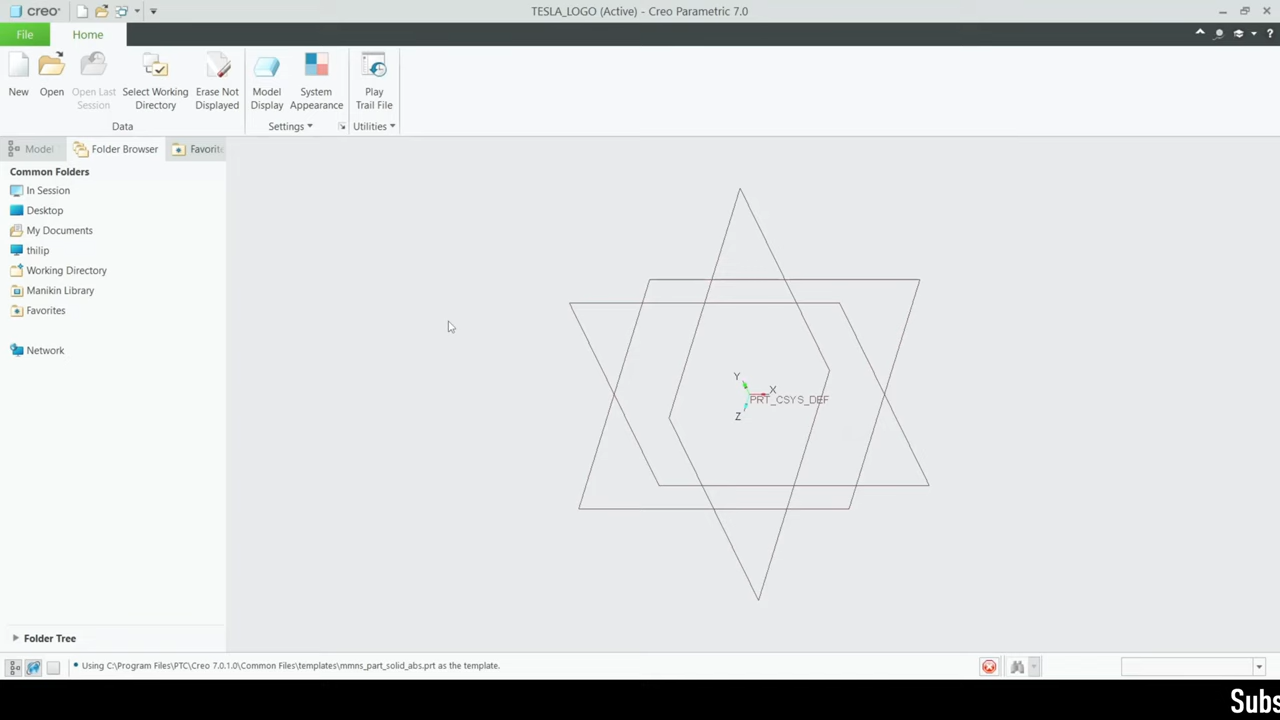 creo®
TESLA_LOGO (Active) - Creo Parametric 7.0
File
Home
New
Open
Open Last Session
Select Working Directory
Erase Not Displayed
Model Display
System Appearance
Play Trail File
Data
Settings
Utilities
Model
Folder Browser
Favorite
Common Folders
In Session
Desktop
My Documents
thilip
Working Directory
Manikin Library
Favorites
Network
Y
X
PRT_CSYS_DEF
Z
Folder Tree
Using C:\Program Files\PTC\Creo 7.0.1.0\Common Files\templates\mmns_part_solid_abs.prt as the template.
Subs